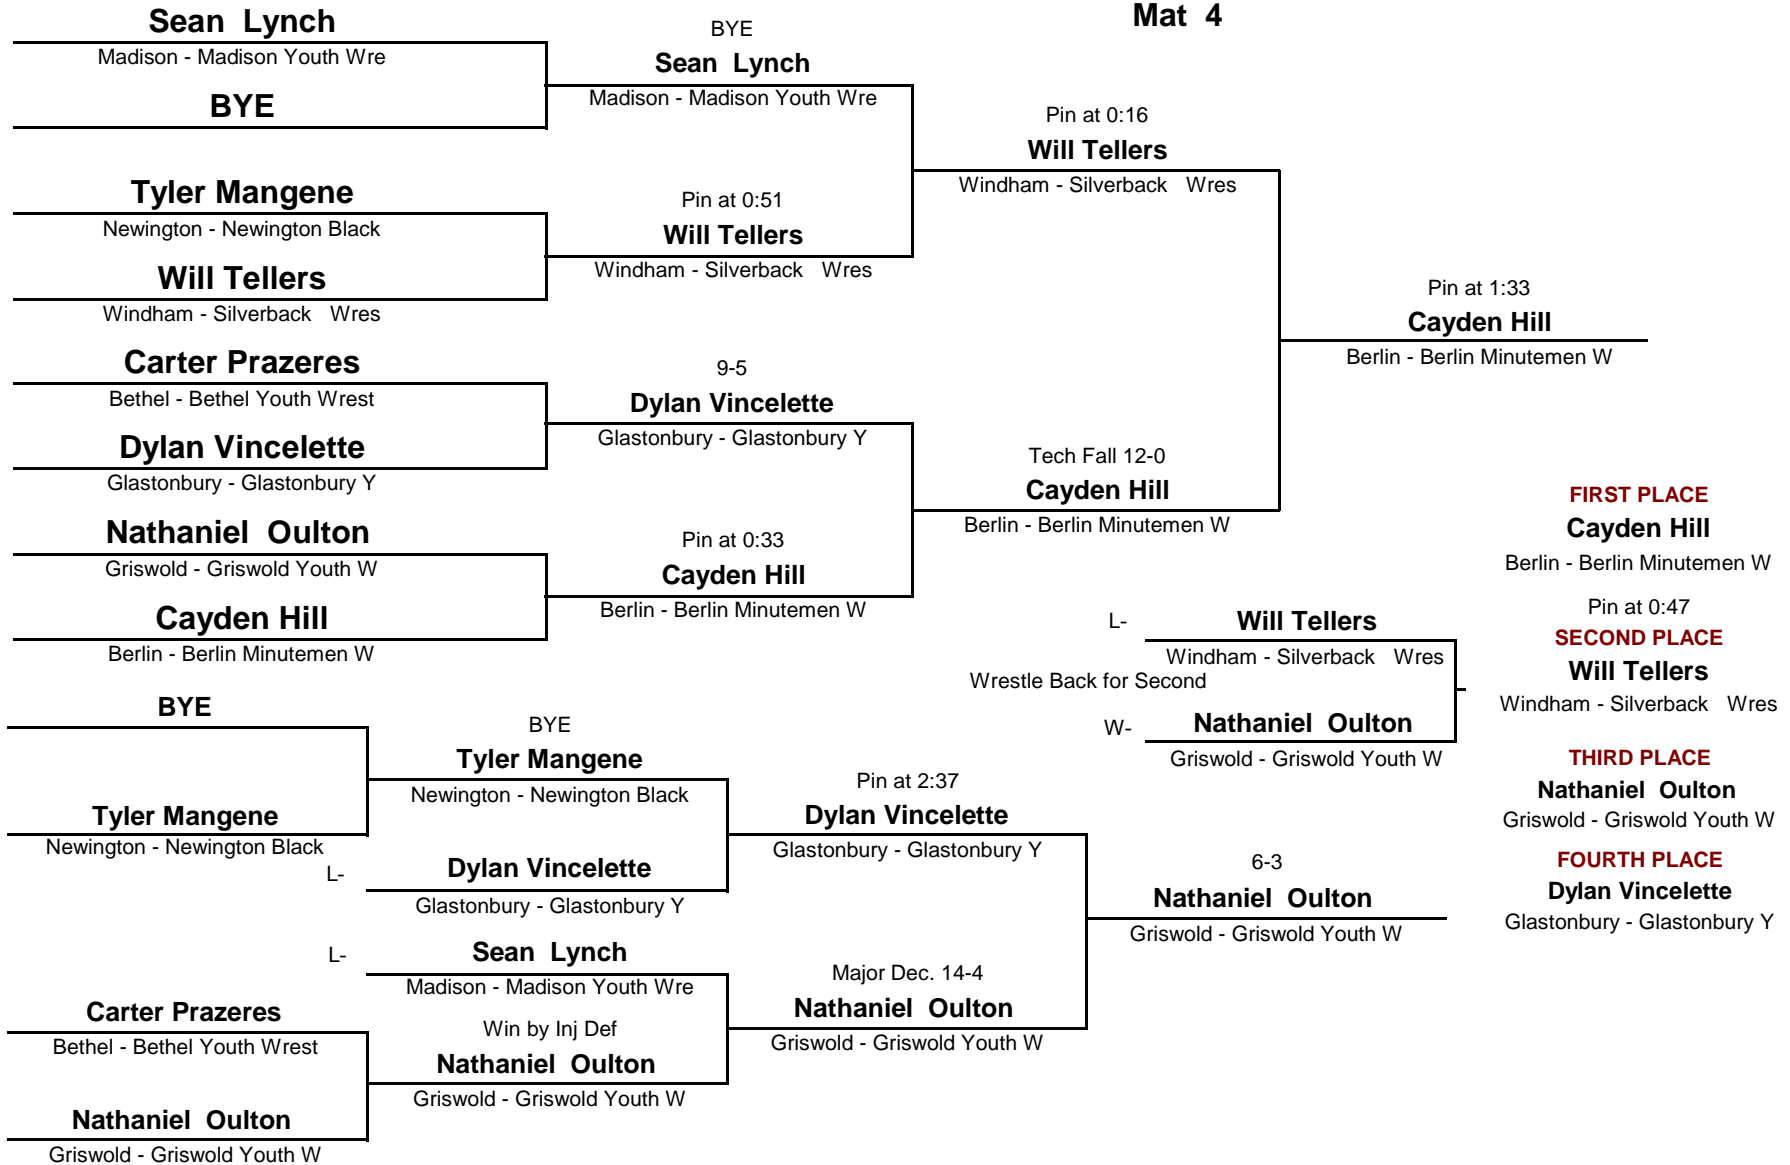 Mat 4
Sean Lynch
Madison - Madison Youth Wre
BYE
Tyler Mangene
Newington - Newington Black
Will Tellers
Windham - Silverback Wres
Carter Prazeres
Bethel - Bethel Youth Wrest
Dylan Vincelette
Glastonbury - Glastonbury Y
Nathaniel Oulton
Griswold - Griswold Youth W
Cayden Hill
Berlin - Berlin Minutemen W
BYE
Sean Lynch
Madison - Madison Youth Wre
Pin at 0:51
Will Tellers
Windham - Silverback Wres
9-5
Dylan Vincelette
Glastonbury - Glastonbury Y
Pin at 0:33
Cayden Hill
Berlin - Berlin Minutemen W
Pin at 0:16
Will Tellers
Windham - Silverback Wres
Tech Fall 12-0
Cayden Hill
Berlin - Berlin Minutemen W
Pin at 1:33
Cayden Hill
Berlin - Berlin Minutemen W
BYE
Tyler Mangene
Newington - Newington Black
Carter Prazeres
Bethel - Bethel Youth Wrest
Nathaniel Oulton
Griswold - Griswold Youth W
BYE
Tyler Mangene
Newington - Newington Black
L-
Dylan Vincelette
Glastonbury - Glastonbury Y
L-
Sean Lynch
Madison - Madison Youth Wre
Win by Inj Def
Nathaniel Oulton
Griswold - Griswold Youth W
Pin at 2:37
Dylan Vincelette
Glastonbury - Glastonbury Y
Major Dec. 14-4
Nathaniel Oulton
Griswold - Griswold Youth W
6-3
Nathaniel Oulton
Griswold - Griswold Youth W
L-
Will Tellers
Windham - Silverback Wres
Wrestle Back for Second
W-
Nathaniel Oulton
Griswold - Griswold Youth W
FIRST PLACE
Cayden Hill
Berlin - Berlin Minutemen W
Pin at 0:47
SECOND PLACE
Will Tellers
Windham - Silverback Wres
THIRD PLACE
Nathaniel Oulton
Griswold - Griswold Youth W
FOURTH PLACE
Dylan Vincelette
Glastonbury - Glastonbury Y